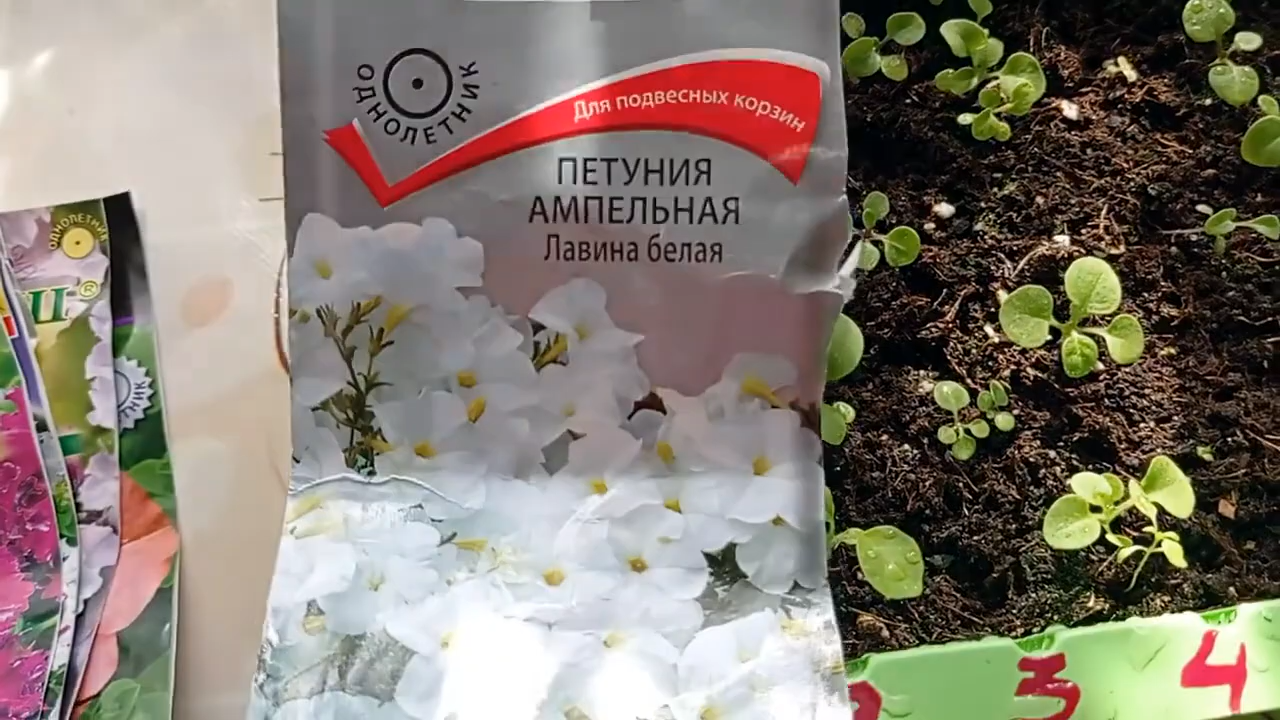 ОДНОЛЕТНИК
Для подвесных корзин
ПЕТУНИЯ
АМПЕЛЬНАЯ
Лавина белая
ОДНОЛЕТНИК
3
4